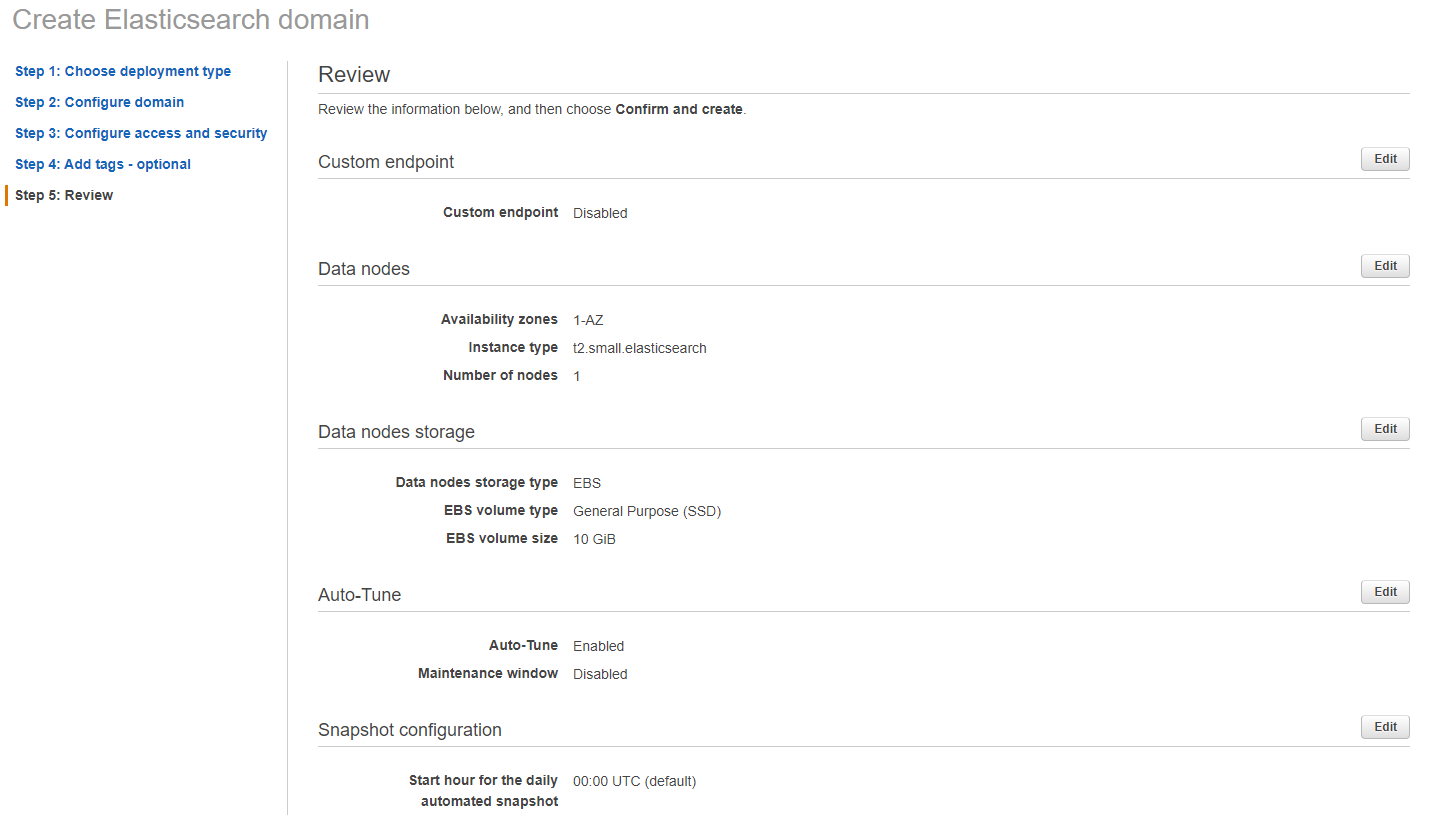 Create Elasticsearch domain
Step 1: Choose deployment type
Step 2: Configure domain
Step 3: Configure access and security
Step 4: Add tags - optional
Step 5: Review
Review
Review the information below, and then choose Confirm and create.
Custom endpoint
Edit
Custom endpoint Disabled
Data nodes
Edit
Availability zones 1-AZ
Instance type t2.small.elasticsearch
Number of nodes 1
Data nodes storage
Edit
Data nodes storage type EBS
EBS volume type General Purpose (SSD)
EBS volume size 10 GiB
Auto-Tune
Edit
Auto-Tune Enabled
Maintenance window Disabled
Snapshot configuration
Edit
Start hour for the daily 00:00 UTC (default)
automated snapshot